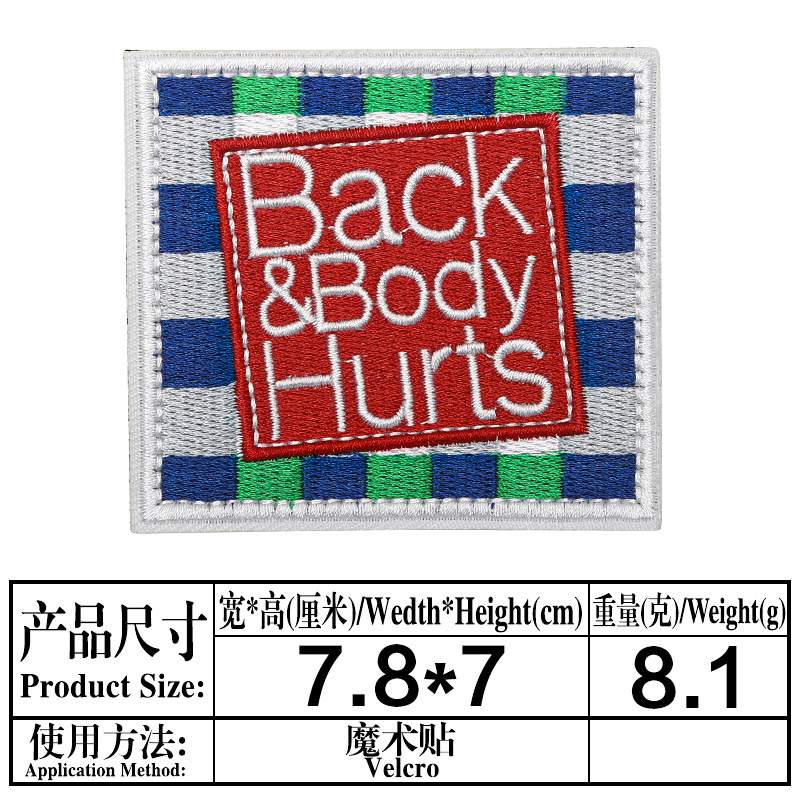 Back
&Body
Hurts
产品尺寸
Product Size:
宽*高(厘米)/Wedth*Height(cm)
重量(克)/Weight(g)
7.8*7
8.1
使用方法:
Application Method:
魔术贴
Velcro